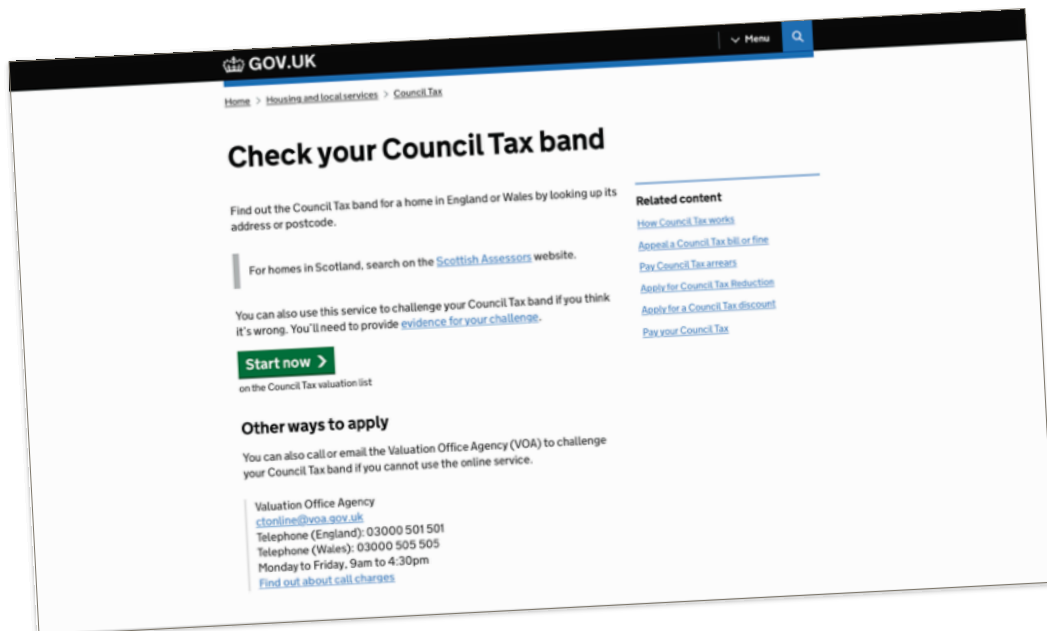 GOV.UK
Menu
Home > Housing and local services > Council Tax
Check your Council Tax band
Find out the Council Tax band for a home in England or Wales by looking up its
address or postcode.
For homes in Scotland, search on the Scottish Assessors website.
You can also use this service to challenge your Council Tax band if you think
it's wrong. You'll need to provide evidence for your challenge.
Start now
on the Council Tax valuation list
Other ways to apply
You can also call or email the Valuation Office Agency (VOA) to challenge
your Council Tax band if you cannot use the online service.
Valuation Office Agency
ctonline@voa.gov.uk
Telephone (England): 03000 501 501
Telephone (Wales): 03000 505 505
Monday to Friday, 9am to 4:30pm
Find out about call charges
Related content
How Council Tax works
Appeal a Council Tax bill or fine
Pay Council Tax arrears
Apply for Council Tax Reduction
Apply for a Council Tax discount
Pay your Council Tax